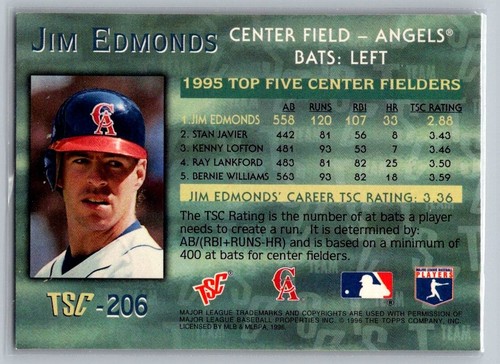 JIM EDMONDS
CENTER FIELD – ANGELS®
BATS: LEFT
1995 TOP FIVE CENTER FIELDERS
AB RUNS RBI HR TSC RATING
1. JIM EDMONDS 558 120 107 33 2.88
2. STAN JAVIER 442 81 56 8 3.43
3. KENNY LOFTON 481 93 53 7 3.46
4. RAY LANKFORD 483 81 82 25 3.50
5. BERNIE WILLIAMS 563 93 82 18 3.59
JIM EDMONDS' CAREER TSC RATING: 3.36
The TSC Rating is the number of at bats a player
needs to create a run. It is determined by:
AB/(RBI+RUNS-HR) and is based on a minimum of
400 at bats for center fielders.
TSC -206
TSC
CA
MAJOR LEAGUE BASEBALL
PLAYERS
MAJOR LEAGUE TRADEMARKS AND COPYRIGHTS ARE USED WITH PERMISSION OF
MAJOR LEAGUE BASEBALL PROPERTIES, INC. © 1996 THE TOPPS COMPANY, INC.
LICENSED BY MLB & MLBPA, 1996